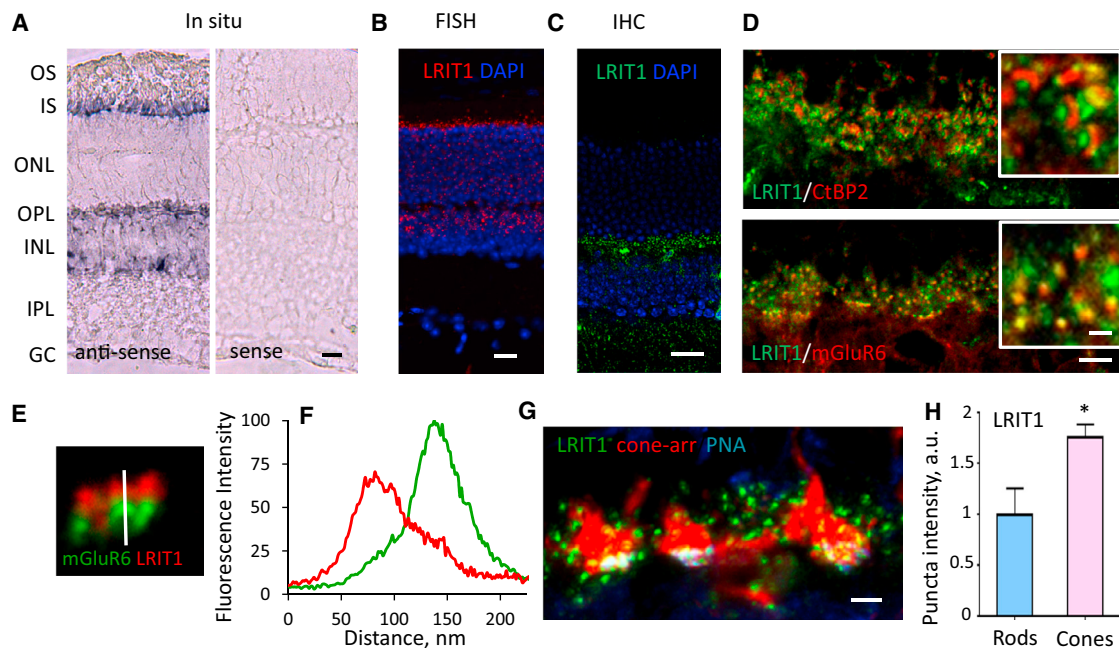 A
In situ
B
FISH
C
IHC
D
OS
IS
ONL
OPL
INL
IPL
GC
anti-sense
sense
LRIT1 DAPI
LRIT1 DAPI
LRIT1/CtBP2
LRIT1/mGluR6
E
mGluR6 LRIT1
F
Fluorescence Intensity
100
75
50
25
0
0 50 100 150 200
Distance, nm
G
LRIT1 cone-arr PNA
H
LRIT1
*
Puncta intensity, a.u.
2
1.5
1
0.5
0
Rods Cones